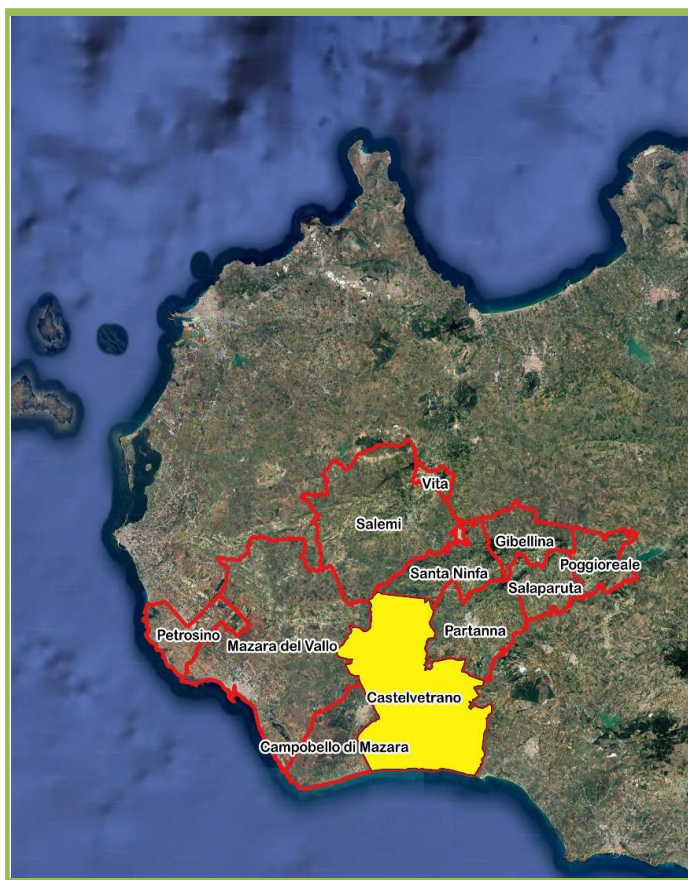 Vita
Salemi
Gibellina
Poggioreale
Santa Ninfa
Salaparuta
Partanna
Petrosino
Mazara del Vallo
Castelvetrano
Campobello di Mazara